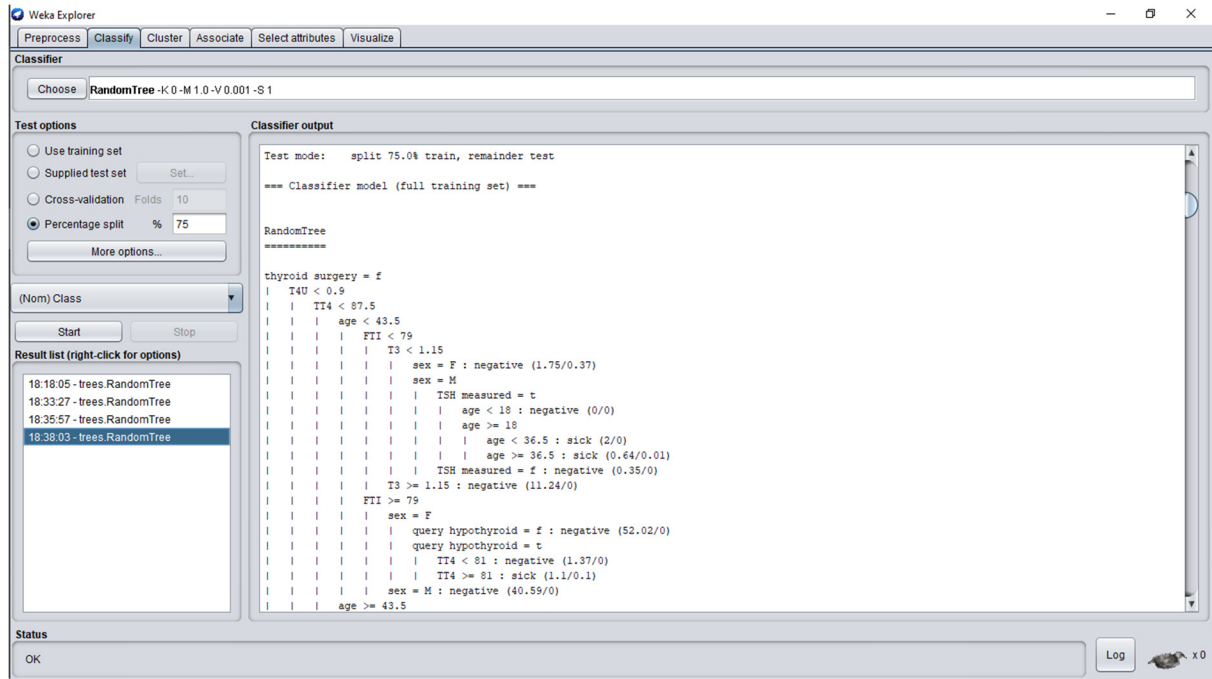 Weka Explorer
Preprocess Classify Cluster Associate Select attributes Visualize
Classifier
Choose RandomTree -K 0 -M 1.0 -V 0.001 -S 1
Test options
Use training set
Supplied test set Set...
Cross-validation Folds 10
Percentage split % 75
More options...
(Nom) Class
Start Stop
Result list (right-click for options)
18:18:05 - trees.RandomTree
18:33:27 - trees.RandomTree
18:35:57 - trees.RandomTree
18:38:03 - trees.RandomTree
Classifier output
Test mode:    split 75.0% train, remainder test
=== Classifier model (full training set) ===
RandomTree
==========
thyroid surgery = f
|   T4U < 0.9
|   |   TT4 < 87.5
|   |   |   age < 43.5
|   |   |   |   FTI < 79
|   |   |   |   |   T3 < 1.15
|   |   |   |   |   |   sex = F : negative (1.75/0.37)
|   |   |   |   |   |   sex = M
|   |   |   |   |   |   |   TSH measured = t
|   |   |   |   |   |   |   |   age < 18 : negative (0/0)
|   |   |   |   |   |   |   |   age >= 18
|   |   |   |   |   |   |   |   |   age < 36.5 : sick (2/0)
|   |   |   |   |   |   |   |   |   age >= 36.5 : sick (0.64/0.01)
|   |   |   |   |   |   |   TSH measured = f : negative (0.35/0)
|   |   |   |   |   T3 >= 1.15 : negative (11.24/0)
|   |   |   |   FTI >= 79
|   |   |   |   |   sex = F
|   |   |   |   |   |   query hypothyroid = f : negative (52.02/0)
|   |   |   |   |   |   query hypothyroid = t
|   |   |   |   |   |   |   TT4 < 81 : negative (1.37/0)
|   |   |   |   |   |   |   TT4 >= 81 : sick (1.1/0.1)
|   |   |   |   |   sex = M : negative (40.59/0)
|   |   |   age >= 43.5
Status
OK
Log x 0